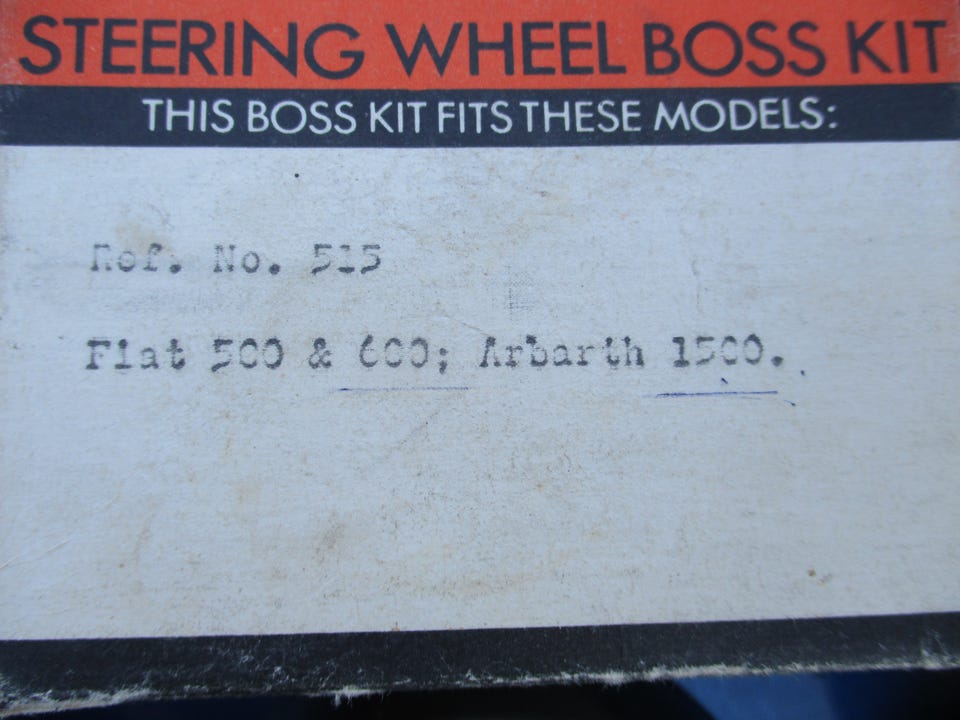 STEERING WHEEL BOSS KIT
THIS BOSS KIT FITS THESE MODELS:
Ref. No. 515
Fiat 500 & 600; Arbarth 1500.